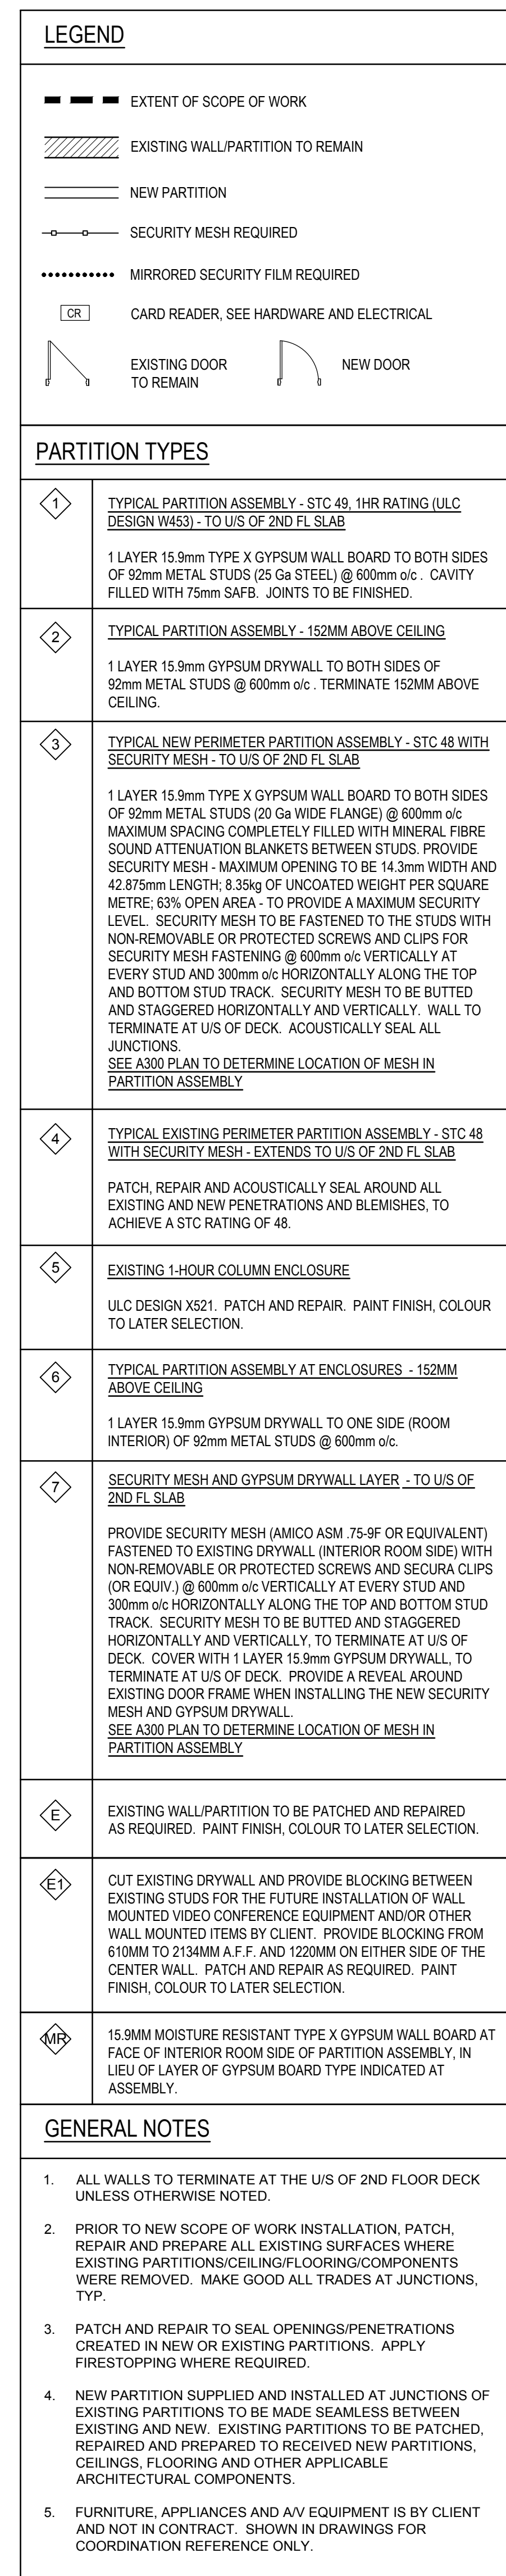 LEGEND
EXTENT OF SCOPE OF WORK
EXISTING WALL/PARTITION TO REMAIN
NEW PARTITION
SECURITY MESH REQUIRED
MIRRORED SECURITY FILM REQUIRED
CR
CARD READER, SEE HARDWARE AND ELECTRICAL
EXISTING DOOR
TO REMAIN
NEW DOOR
PARTITION TYPES
1
TYPICAL PARTITION ASSEMBLY - STC 49, 1HR RATING (ULC
DESIGN W453) - TO U/S OF 2ND FL SLAB
1 LAYER 15.9mm TYPE X GYPSUM WALL BOARD TO BOTH SIDES
OF 92mm METAL STUDS (25 Ga STEEL) @ 600mm o/c . CAVITY
FILLED WITH 75mm SAFB. JOINTS TO BE FINISHED.
2
TYPICAL PARTITION ASSEMBLY - 152MM ABOVE CEILING
1 LAYER 15.9mm GYPSUM DRYWALL TO BOTH SIDES OF
92mm METAL STUDS @ 600mm o/c . TERMINATE 152MM ABOVE
CEILING.
3
TYPICAL NEW PERIMETER PARTITION ASSEMBLY - STC 48 WITH
SECURITY MESH - TO U/S OF 2ND FL SLAB
1 LAYER 15.9mm TYPE X GYPSUM WALL BOARD TO BOTH SIDES
OF 92mm METAL STUDS (20 Ga WIDE FLANGE) @ 600mm o/c
MAXIMUM SPACING COMPLETELY FILLED WITH MINERAL FIBRE
SOUND ATTENUATION BLANKETS BETWEEN STUDS. PROVIDE
SECURITY MESH - MAXIMUM OPENING TO BE 14.3mm WIDTH AND
42.875mm LENGTH; 8.35kg OF UNCOATED WEIGHT PER SQUARE
METRE; 63% OPEN AREA - TO PROVIDE A MAXIMUM SECURITY
LEVEL. SECURITY MESH TO BE FASTENED TO THE STUDS WITH
NON-REMOVABLE OR PROTECTED SCREWS AND CLIPS FOR
SECURITY MESH FASTENING @ 600mm o/c VERTICALLY AT
EVERY STUD AND 300mm o/c HORIZONTALLY ALONG THE TOP
AND BOTTOM STUD TRACK. SECURITY MESH TO BE BUTTED
AND STAGGERED HORIZONTALLY AND VERTICALLY. WALL TO
TERMINATE AT U/S OF DECK. ACOUSTICALLY SEAL ALL
JUNCTIONS.
SEE A300 PLAN TO DETERMINE LOCATION OF MESH IN
PARTITION ASSEMBLY
4
TYPICAL EXISTING PERIMETER PARTITION ASSEMBLY - STC 48
WITH SECURITY MESH - EXTENDS TO U/S OF 2ND FL SLAB
PATCH, REPAIR AND ACOUSTICALLY SEAL AROUND ALL
EXISTING AND NEW PENETRATIONS AND BLEMISHES, TO
ACHIEVE A STC RATING OF 48.
5
EXISTING 1-HOUR COLUMN ENCLOSURE
ULC DESIGN X521. PATCH AND REPAIR. PAINT FINISH, COLOUR
TO LATER SELECTION.
6
TYPICAL PARTITION ASSEMBLY AT ENCLOSURES - 152MM
ABOVE CEILING
1 LAYER 15.9mm GYPSUM DRYWALL TO ONE SIDE (ROOM
INTERIOR) OF 92mm METAL STUDS @ 600mm o/c.
7
SECURITY MESH AND GYPSUM DRYWALL LAYER - TO U/S OF
2ND FL SLAB
PROVIDE SECURITY MESH (AMICO ASM .75-9F OR EQUIVALENT)
FASTENED TO EXISTING DRYWALL (INTERIOR ROOM SIDE) WITH
NON-REMOVABLE OR PROTECTED SCREWS AND SECURA CLIPS
(OR EQUIV.) @ 600mm o/c VERTICALLY AT EVERY STUD AND
300mm o/c HORIZONTALLY ALONG THE TOP AND BOTTOM STUD
TRACK. SECURITY MESH TO BE BUTTED AND STAGGERED
HORIZONTALLY AND VERTICALLY, TO TERMINATE AT U/S OF
DECK. COVER WITH 1 LAYER 15.9mm GYPSUM DRYWALL, TO
TERMINATE AT U/S OF DECK. PROVIDE A REVEAL AROUND
EXISTING DOOR FRAME WHEN INSTALLING THE NEW SECURITY
MESH AND GYPSUM DRYWALL.
SEE A300 PLAN TO DETERMINE LOCATION OF MESH IN
PARTITION ASSEMBLY
E
EXISTING WALL/PARTITION TO BE PATCHED AND REPAIRED
AS REQUIRED. PAINT FINISH, COLOUR TO LATER SELECTION.
E1
CUT EXISTING DRYWALL AND PROVIDE BLOCKING BETWEEN
EXISTING STUDS FOR THE FUTURE INSTALLATION OF WALL
MOUNTED VIDEO CONFERENCE EQUIPMENT AND/OR OTHER
WALL MOUNTED ITEMS BY CLIENT. PROVIDE BLOCKING FROM
610MM TO 2134MM A.F.F. AND 1220MM ON EITHER SIDE OF THE
CENTER WALL. PATCH AND REPAIR AS REQUIRED. PAINT
FINISH, COLOUR TO LATER SELECTION.
MR
15.9MM MOISTURE RESISTANT TYPE X GYPSUM WALL BOARD AT
FACE OF INTERIOR ROOM SIDE OF PARTITION ASSEMBLY, IN
LIEU OF LAYER OF GYPSUM BOARD TYPE INDICATED AT
ASSEMBLY.
GENERAL NOTES
1. ALL WALLS TO TERMINATE AT THE U/S OF 2ND FLOOR DECK
UNLESS OTHERWISE NOTED.
2. PRIOR TO NEW SCOPE OF WORK INSTALLATION, PATCH,
REPAIR AND PREPARE ALL EXISTING SURFACES WHERE
EXISTING PARTITIONS/CEILING/FLOORING/COMPONENTS
WERE REMOVED. MAKE GOOD ALL TRADES AT JUNCTIONS,
TYP.
3. PATCH AND REPAIR TO SEAL OPENINGS/PENETRATIONS
CREATED IN NEW OR EXISTING PARTITIONS. APPLY
FIRESTOPPING WHERE REQUIRED.
4. NEW PARTITION SUPPLIED AND INSTALLED AT JUNCTIONS OF
EXISTING PARTITIONS TO BE MADE SEAMLESS BETWEEN
EXISTING AND NEW. EXISTING PARTITIONS TO BE PATCHED,
REPAIRED AND PREPARED TO RECEIVED NEW PARTITIONS,
CEILINGS, FLOORING AND OTHER APPLICABLE
ARCHITECTURAL COMPONENTS.
5. FURNITURE, APPLIANCES AND A/V EQUIPMENT IS BY CLIENT
AND NOT IN CONTRACT. SHOWN IN DRAWINGS FOR
COORDINATION REFERENCE ONLY.